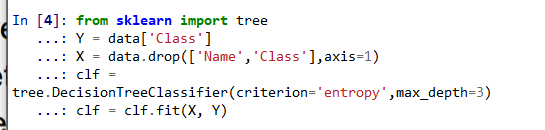 In [4]: from sklearn import tree
   ...: Y = data['Class']
   ...: X = data.drop(['Name','Class'],axis=1)
   ...: clf =
tree.DecisionTreeClassifier(criterion='entropy',max_depth=3)
   ...: clf = clf.fit(X, Y)